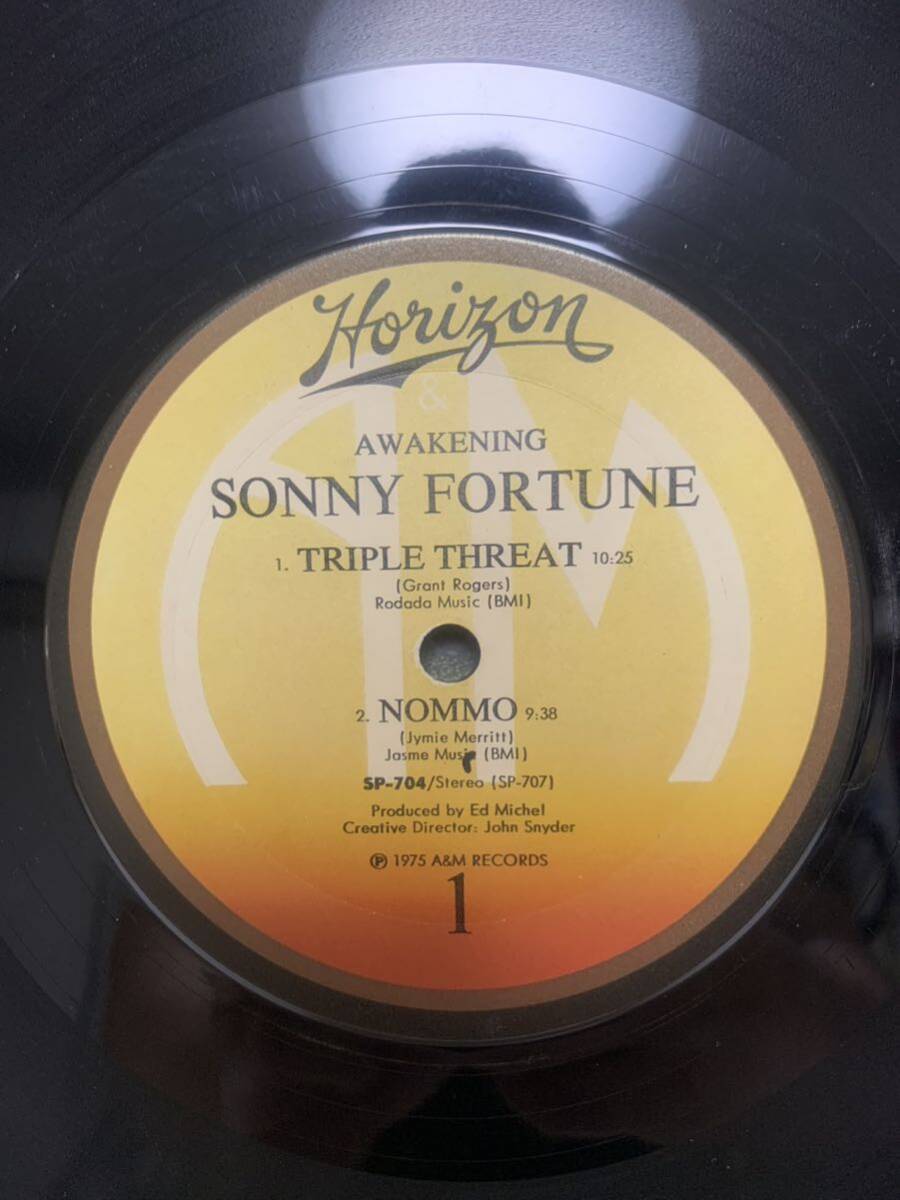 Horizon
&
AM
AWAKENING
SONNY FORTUNE
1. TRIPLE THREAT 10:25
(Grant Rogers)
Rodada Music (BMI)
2. NOMMO 9:38
(Jymie Merritt)
Jasme Music (BMI)
SP-704/Stereo (SP-707)
Produced by Ed Michel
Creative Director: John Snyder
℗ 1975 A&M RECORDS
1